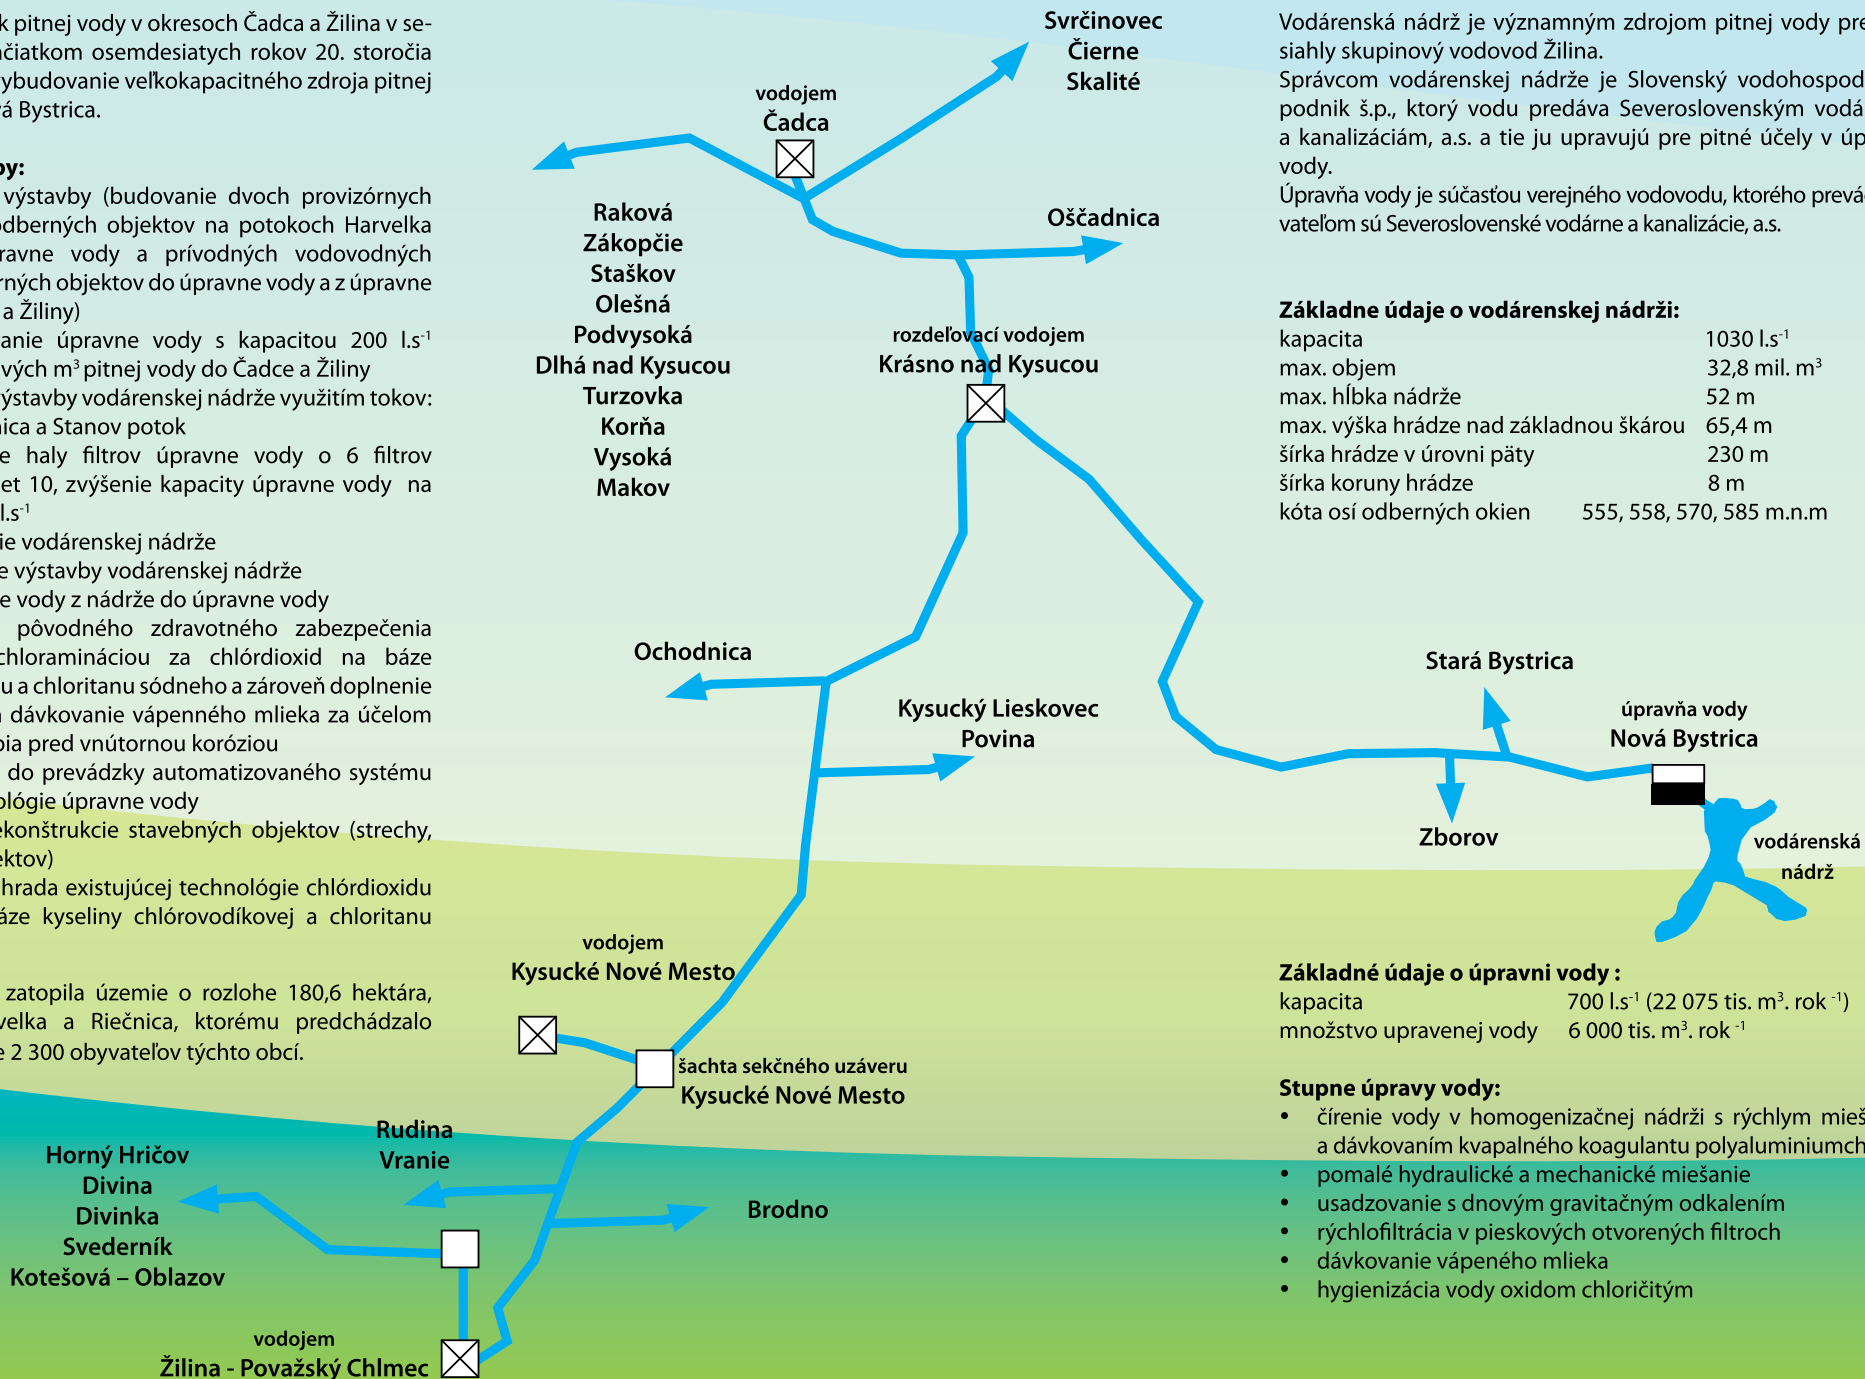 k pitnej vody v okresoch Čadca a Žilina v se-
ačiatkom osemdesiatych rokov 20. storočia
vybudovanie veľkokapacitného zdroja pitnej
vá Bystrica.
by:
výstavby (budovanie dvoch provizórnych
odberných objektov na potokoch Harvelka
ravne vody a prívodných vodovodných
rných objektov do úpravne vody a z úpravne
a Žiliny)
anie úpravne vody s kapacitou 200 l.s-1
vých m3 pitnej vody do Čadce a Žiliny
výstavby vodárenskej nádrže využitím tokov:
nica a Stanov potok
e haly filtrov úpravne vody o 6 filtrov
et 10, zvýšenie kapacity úpravne vody na
l.s-1
ie vodárenskej nádrže
e výstavby vodárenskej nádrže
e vody z nádrže do úpravne vody
pôvodného zdravotného zabezpečenia
chloramináciou za chlórdioxid na báze
u a chloritanu sódneho a zároveň doplnenie
a dávkovanie vápenného mlieka za účelom
bia pred vnútornou koróziou
do prevádzky automatizovaného systému
ológie úpravne vody
ekonštrukcie stavebných objektov (strechy,
ektov)
hrada existujúcej technológie chlórdioxidu
áze kyseliny chlórovodíkovej a chloritanu
zatopila územie o rozlohe 180,6 hektára,
velka a Riečnica, ktorému predchádzalo
e 2 300 obyvateľov týchto obcí.
Svrčinovec
Čierne
Skalité
vodojem
Čadca
Raková
Zákopčie
Staškov
Olešná
Podvysoká
Dlhá nad Kysucou
Turzovka
Korňa
Vysoká
Makov
Oščadnica
rozdeľovací vodojem
Krásno nad Kysucou
Ochodnica
Kysucký Lieskovec
Povina
Stará Bystrica
úpravňa vody
Nová Bystrica
Zborov
vodárenská
nádrž
vodojem
Kysucké Nové Mesto
šachta sekčného uzáveru
Kysucké Nové Mesto
Rudina
Vranie
Horný Hričov
Divina
Divinka
Svederník
Kotešová – Oblazov
Brodno
vodojem
Žilina - Považský Chlmec
Vodárenská nádrž je významným zdrojom pitnej vody pre
siahly skupinový vodovod Žilina.
Správcom vodárenskej nádrže je Slovenský vodohospod
podnik š.p., ktorý vodu predáva Severoslovenským vodá
a kanalizáciám, a.s. a tie ju upravujú pre pitné účely v úp
vody.
Úpravňa vody je súčasťou verejného vodovodu, ktorého prevá
vateľom sú Severoslovenské vodárne a kanalizácie, a.s.
Základne údaje o vodárenskej nádrži:
kapacita 1030 l.s-1
max. objem 32,8 mil. m3
max. hĺbka nádrže 52 m
max. výška hrádze nad základnou škárou 65,4 m
šírka hrádze v úrovni päty 230 m
šírka koruny hrádze 8 m
kóta osí odberných okien 555, 558, 570, 585 m.n.m
Základné údaje o úpravni vody :
kapacita 700 l.s-1 (22 075 tis. m3. rok -1)
množstvo upravenej vody 6 000 tis. m3. rok -1
Stupne úpravy vody:
• čírenie vody v homogenizačnej nádrži s rýchlym mieš
a dávkovaním kvapalného koagulantu polyaluminiumch
• pomalé hydraulické a mechanické miešanie
• usadzovanie s dnovým gravitačným odkalením
• rýchlofiltrácia v pieskových otvorených filtroch
• dávkovanie vápeného mlieka
• hygienizácia vody oxidom chloričitým